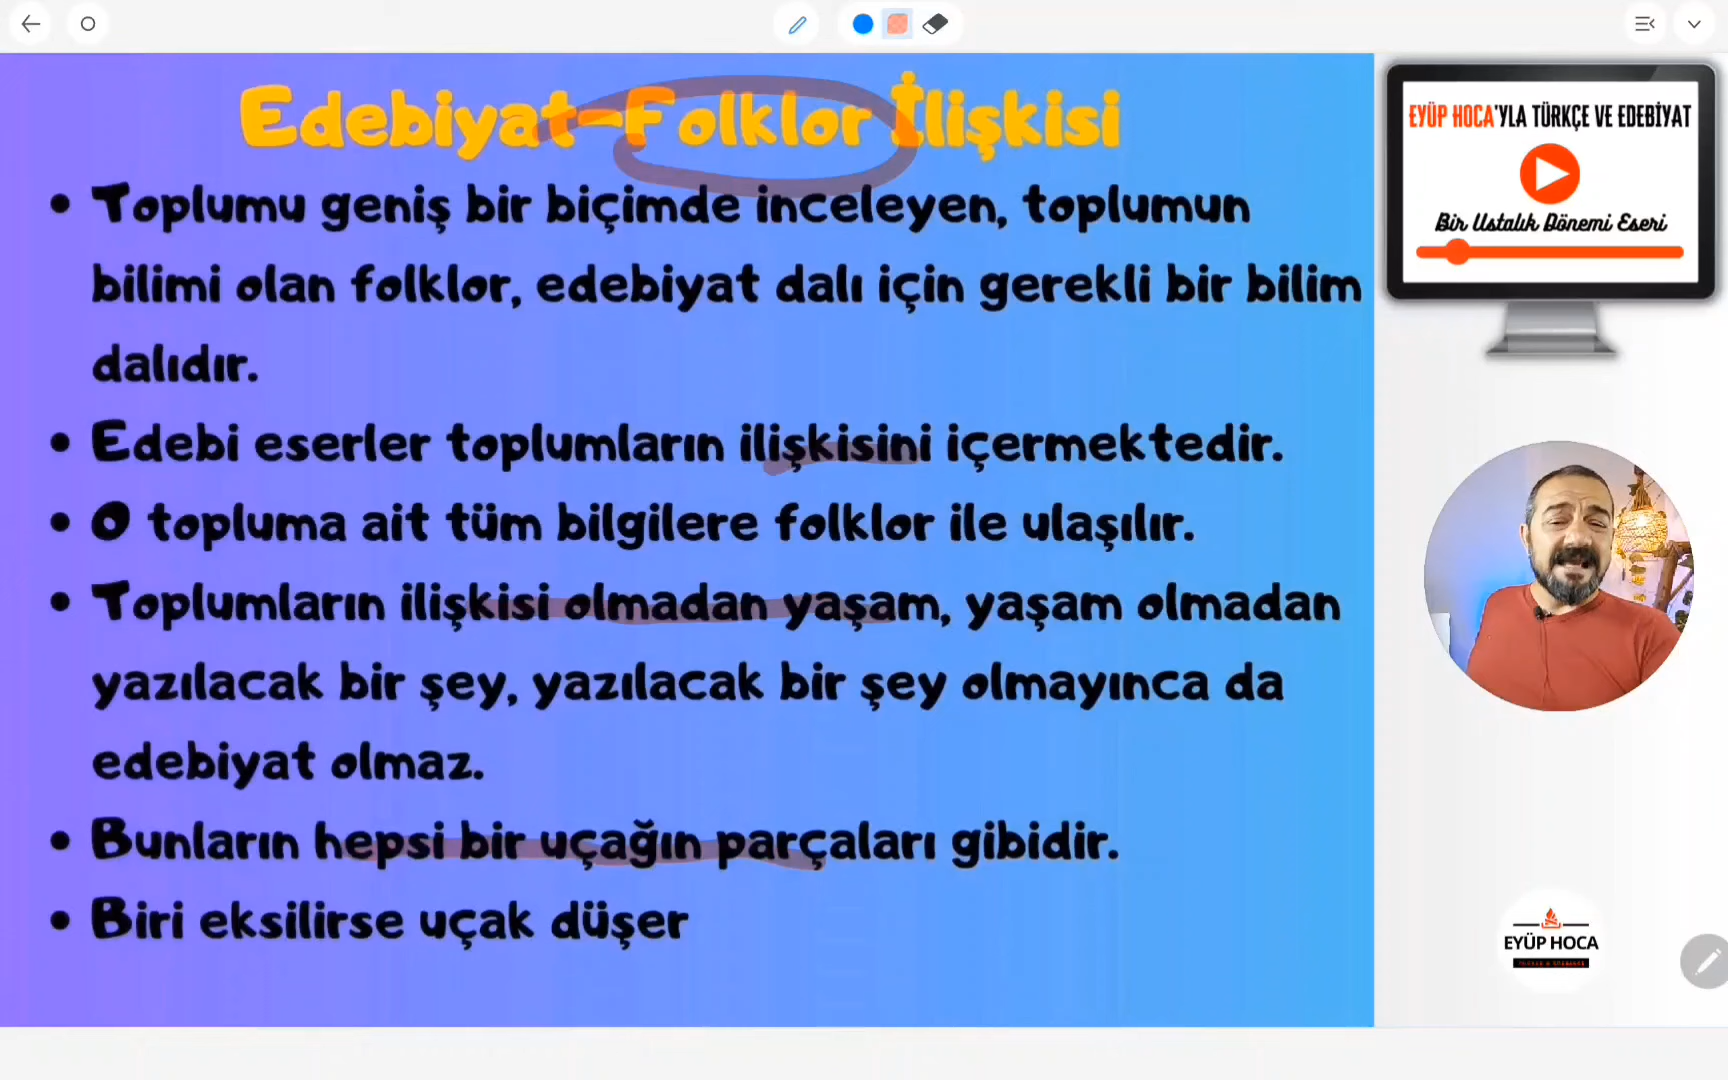 Edebiyat-Folklor İlişkisi
• Toplumu geniş bir biçimde inceleyen, toplumun
bilimi olan folklor, edebiyat dalı için gerekli bir bilim
dalıdır.
• Edebi eserler toplumların ilişkisini içermektedir.
• O topluma ait tüm bilgilere folklor ile ulaşılır.
• Toplumların ilişkisi olmadan yaşam, yaşam olmadan
yazılacak bir şey, yazılacak bir şey olmayınca da
edebiyat olmaz.
• Bunların hepsi bir uçağın parçaları gibidir.
• Biri eksilirse uçak düşer
EYÜP HOCA'YLA TÜRKÇE VE EDEBİYAT
Bir Ustalık Dönemi Eseri
EYÜP HOCA